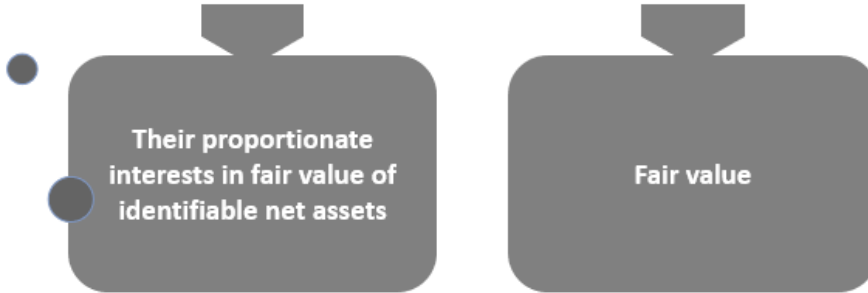 Their proportionate
interests in fair value of
identifiable net assets
Fair value